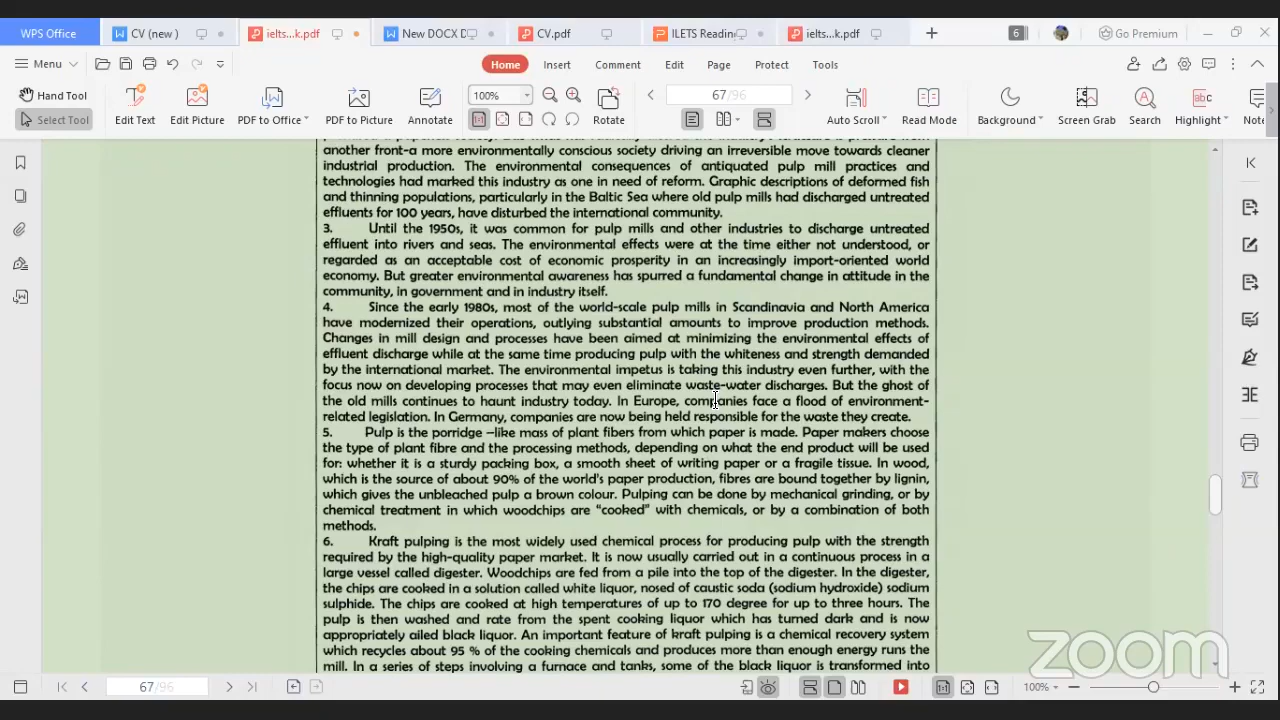 WPS Office
CV (new )
ielts...k.pdf
New DOCX D
CV.pdf
ILETS Reading
ielts...k.pdf
6
Go Premium
Menu
Home
Insert
Comment
Edit
Page
Protect
Tools
Hand Tool
Select Tool
Edit Text
Edit Picture
PDF to Office
PDF to Picture
Annotate
100%
Rotate
67/96
Auto Scroll
Read Mode
Background
Screen Grab
Search
Highlight
Note
another front-a more environmentally conscious society driving an irreversible move towards cleaner
industrial production. The environmental consequences of antiquated pulp mill practices and
technologies had marked this industry as one in need of reform. Graphic descriptions of deformed fish
and thinning populations, particularly in the Baltic Sea where old pulp mills had discharged untreated
effluents for 100 years, have disturbed the international community.
3. Until the 1950s, it was common for pulp mills and other industries to discharge untreated
effluent into rivers and seas. The environmental effects were at the time either not understood, or
regarded as an acceptable cost of economic prosperity in an increasingly import-oriented world
economy. But greater environmental awareness has spurred a fundamental change in attitude in the
community, in government and in industry itself.
4. Since the early 1980s, most of the world-scale pulp mills in Scandinavia and North America
have modernized their operations, outlying substantial amounts to improve production methods.
Changes in mill design and processes have been aimed at minimizing the environmental effects of
effluent discharge while at the same time producing pulp with the whiteness and strength demanded
by the international market. The environmental impetus is taking this industry even further, with the
focus now on developing processes that may even eliminate waste-water discharges. But the ghost of
the old mills continues to haunt industry today. In Europe, companies face a flood of environment-
related legislation. In Germany, companies are now being held responsible for the waste they create.
5. Pulp is the porridge –like mass of plant fibers from which paper is made. Paper makers choose
the type of plant fibre and the processing methods, depending on what the end product will be used
for: whether it is a sturdy packing box, a smooth sheet of writing paper or a fragile tissue. In wood,
which is the source of about 90% of the world's paper production, fibres are bound together by lignin,
which gives the unbleached pulp a brown colour. Pulping can be done by mechanical grinding, or by
chemical treatment in which woodchips are "cooked" with chemicals, or by a combination of both
methods.
6. Kraft pulping is the most widely used chemical process for producing pulp with the strength
required by the high-quality paper market. It is now usually carried out in a continuous process in a
large vessel called digester. Woodchips are fed from a pile into the top of the digester. In the digester,
the chips are cooked in a solution called white liquor, nosed of caustic soda (sodium hydroxide) sodium
sulphide. The chips are cooked at high temperatures of up to 170 degree for up to three hours. The
pulp is then washed and rate from the spent cooking liquor which has turned dark and is now
appropriately ailed black liquor. An important feature of kraft pulping is a chemical recovery system
which recycles about 95 % of the cooking chemicals and produces more than enough energy runs the
mill. In a series of steps involving a furnace and tanks, some of the black liquor is transformed into
zoom
67/96
100%